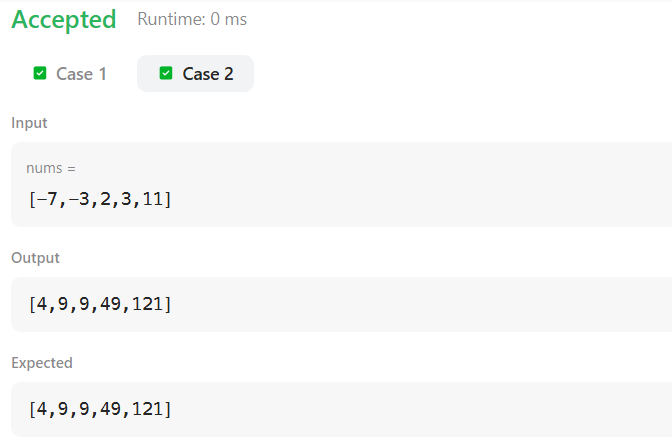 Accepted Runtime: 0 ms
Case 1 Case 2
Input
nums =
[-7,-3,2,3,11]
Output
[4,9,9,49,121]
Expected
[4,9,9,49,121]